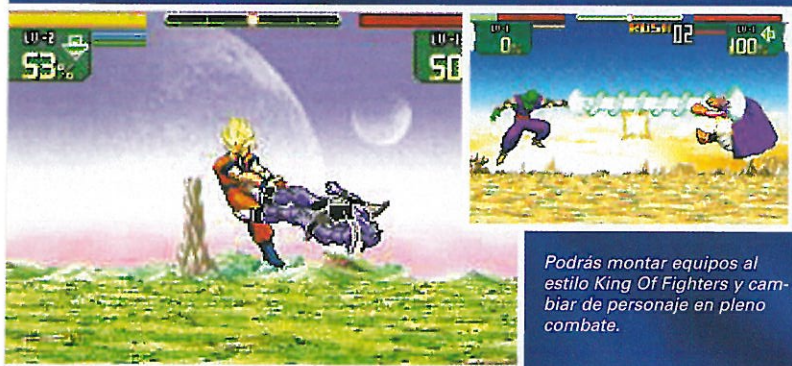 LV-2
53%
LV-1
50
LV-1
0%
RUSH 02
LV-1
100%
Podrás montar equipos al
estilo King Of Fighters y cam-
biar de personaje en pleno
combate.